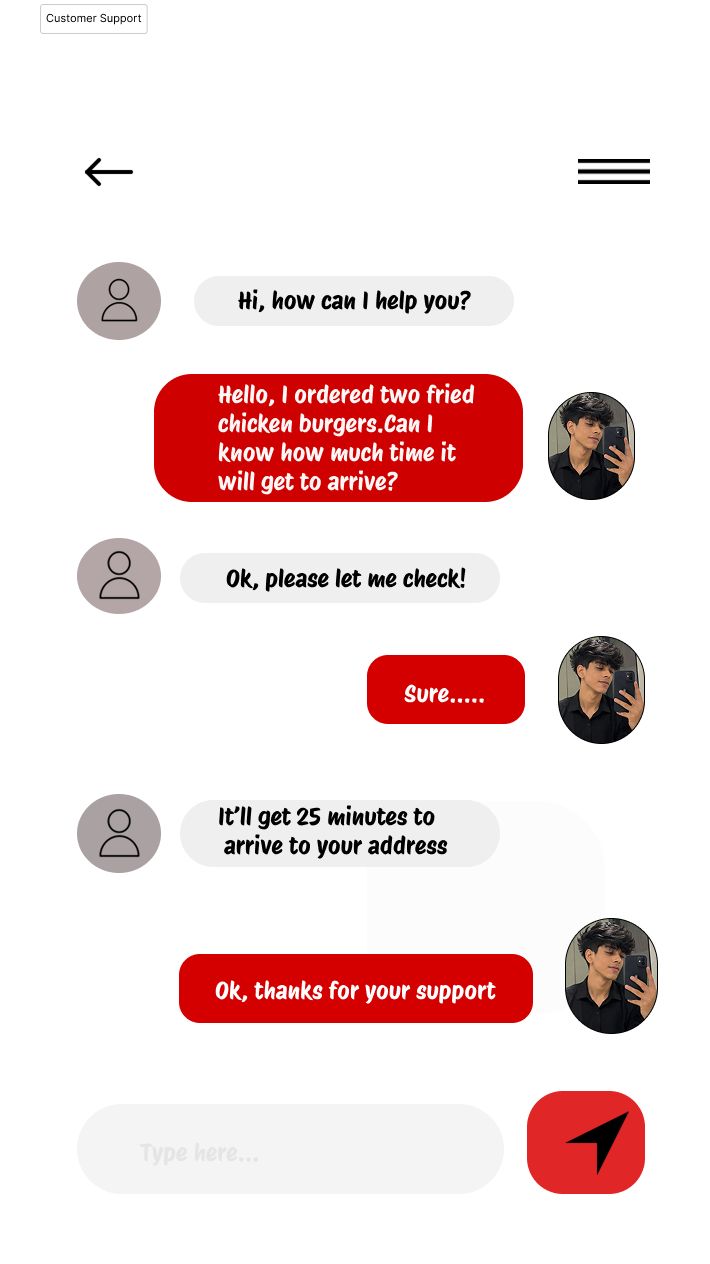 Customer Support
Hi, how can I help you?
Hello, I ordered two fried
chicken burgers.Can I
know how much time it
will get to arrive?
Ok, please let me check!
Sure.....
It'll get 25 minutes to
arrive to your address
Ok, thanks for your support
Type here...